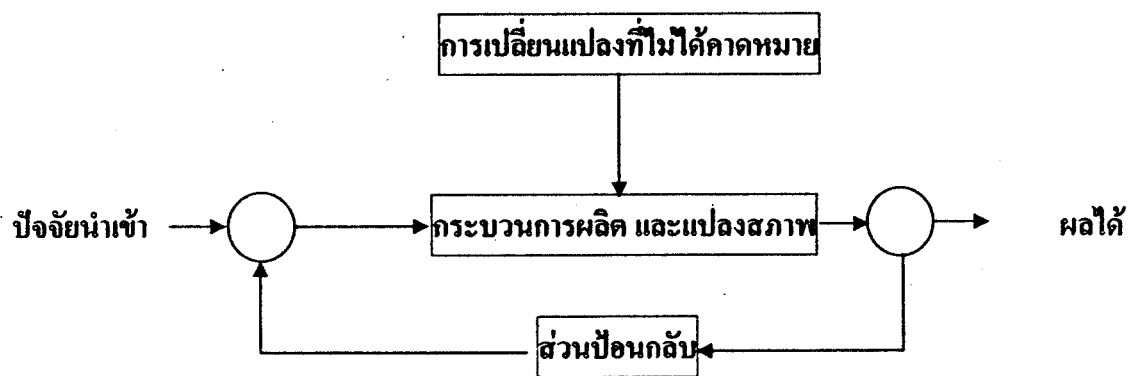 การเปลี่ยนแปลงที่ไม่ได้คาดหมาย
ปัจจัยนำเข้า
กระบวนการผลิต และแปลงสภาพ
ผลได้
ส่วนป้อนกลับ